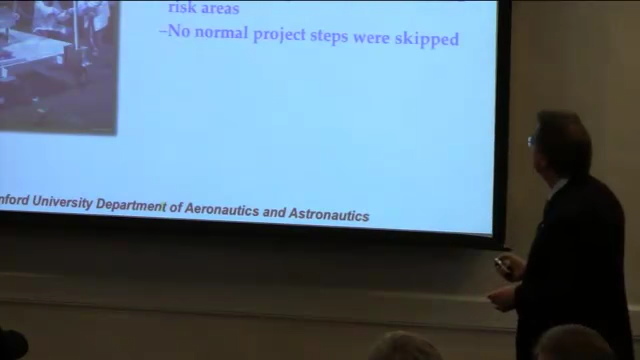 risk areas
–No normal project steps were skipped
nford University Department of Aeronautics and Astronautics